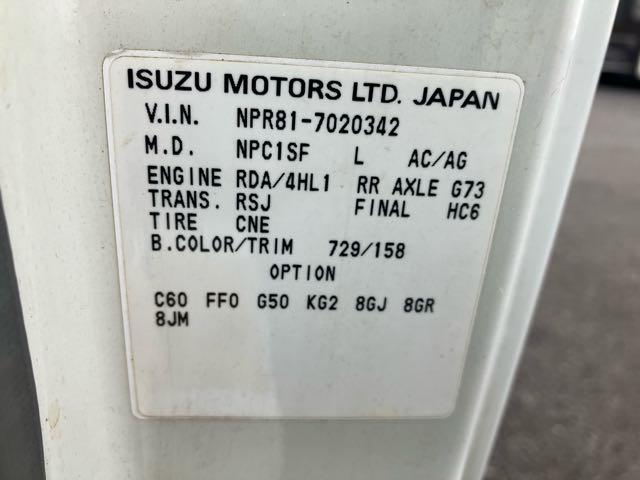 ISUZU MOTORS LTD. JAPAN
V.I.N. NPR81-7020342
M.D. NPC1SF L AC/AG
ENGINE RDA/4HL1 RR AXLE G73
TRANS. RSJ FINAL HC6
TIRE CNE
B.COLOR/TRIM 729/158
OPTION
C60 FF0 G50 KG2 8GJ 8GR
8JM